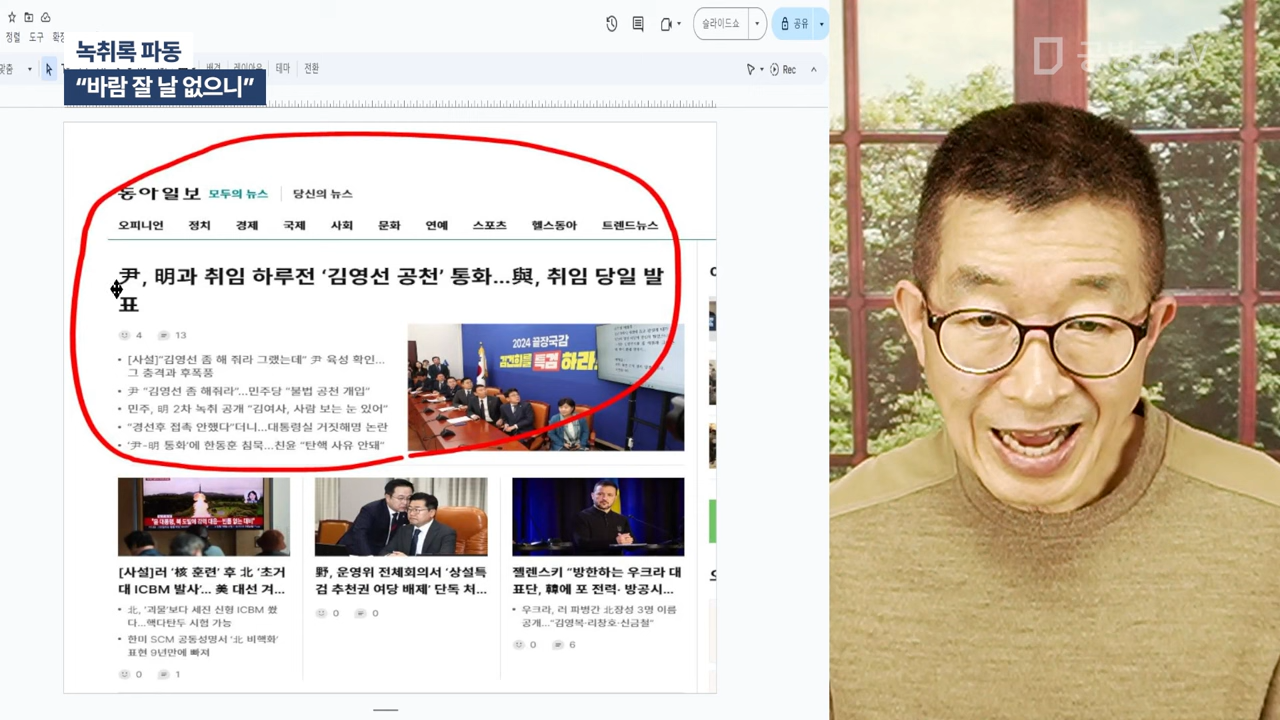 정렬 도구
녹취록 파동
“바람 잘 날 없으니”
테마 전환
슬라이드쇼
공유
Rec
동아일보 모두의 뉴스 당신의 뉴스
오피니언 정치 경제 국제 사회 문화 연예 스포츠 헬스동아 트렌드뉴스
尹, 明과 취임 하루전 ‘김영선 공천’ 통화…與, 취임 당일 발
표
4 13
• [사설]“김영선 좀 해 줘라 그랬는데” 尹 육성 확인…
그 충격과 후폭풍
• 尹 “김영선 좀 해줘라”…민주당 “불법 공천 개입”
• 민주, 明 2차 녹취 공개 “김여사, 사람 보는 눈 있어”
• “경선후 접촉 안했다”더니…대통령실 거짓해명 논란
• ‘尹-明 통화’에 한동훈 침묵…친윤 “탄핵 사유 안돼”
2024 끝장국감
김건희를 특검 하라!
[사설]러 ‘核 훈련’ 후 北 ‘초거
대 ICBM 발사’… 美 대선 겨…
• 北, ‘괴물’보다 세진 신형 ICBM 쐈
다…핵다탄두 시험 가능
• 한미 SCM 공동성명서 ‘北 비핵화’
표현 9년만에 빠져
0 1
野, 운영위 전체회의서 ‘상설특
검 추천권 여당 배제’ 단독 처…
0 0
젤렌스키 “방한하는 우크라 대
표단, 韓에 포 전력· 방공시…
• 우크라, 러 파병간 北장성 3명 이름
공개…“김영복·리창호·신금철”
0 6